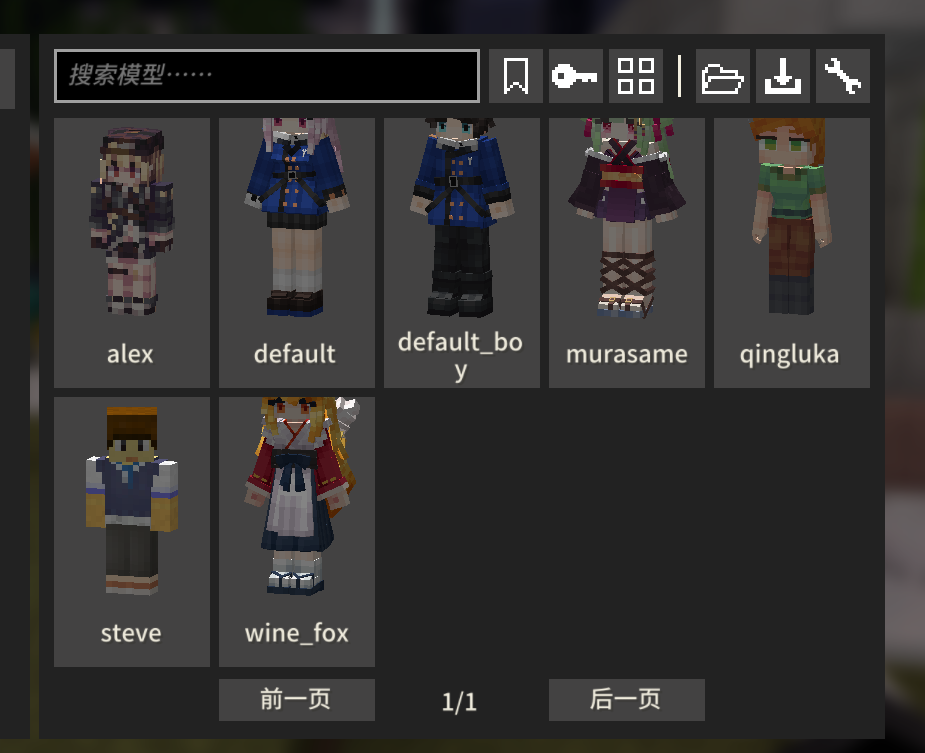 搜索模型……
alex
default
default_bo
y
murasame
qingluka
steve
wine_fox
前一页
1/1
后一页